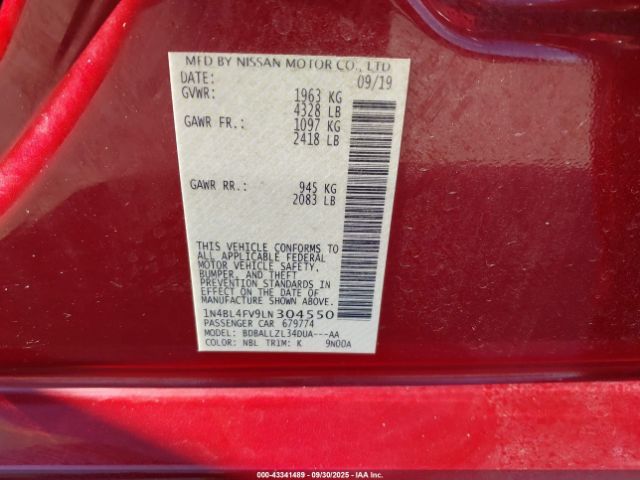 MFD BY NISSAN MOTOR CO., LTD
DATE: 09/19
GVWR: 1963 KG
4328 LB
GAWR FR.: 1097 KG
2418 LB
GAWR RR.: 945 KG
2083 LB
THIS VEHICLE CONFORMS TO
ALL APPLICABLE FEDERAL
MOTOR VEHICLE SAFETY,
BUMPER, AND THEFT
PREVENTION STANDARDS
IN EFFECT ON THE DATE OF
MANUFACTURE SHOWN ABOVE.
1N4BL4FV9LN304550
PASSENGER CAR 679774
MODEL: BDBALLZL34DUA---AA
COLOR: NBL TRIM: K 9N00A
000-43341489 - 09/30/2025 - IAA Inc.